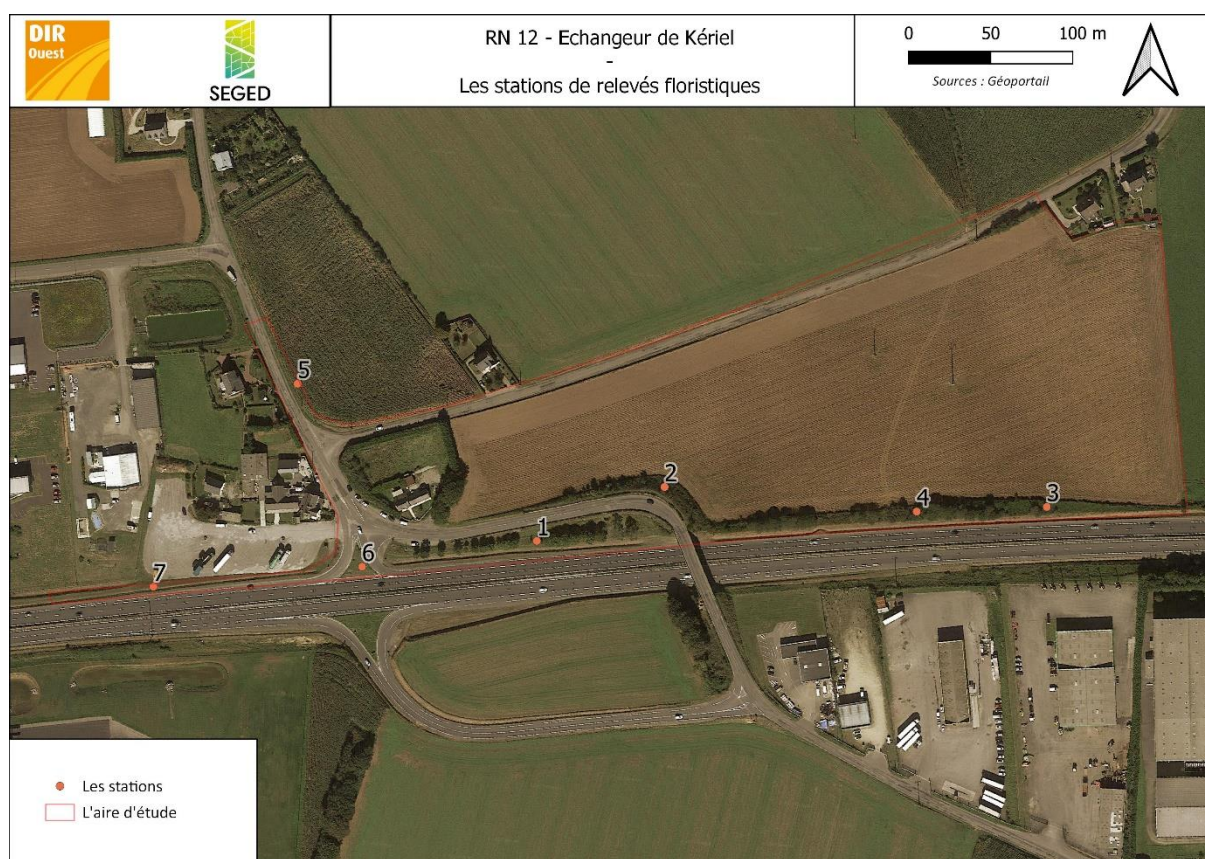 DIR
Ouest
SEGED
RN 12 - Echangeur de Kériel
-
Les stations de relevés floristiques
0 50 100 m
Sources : Géoportail
5
2
4
3
1
6
7
Les stations
L'aire d'étude